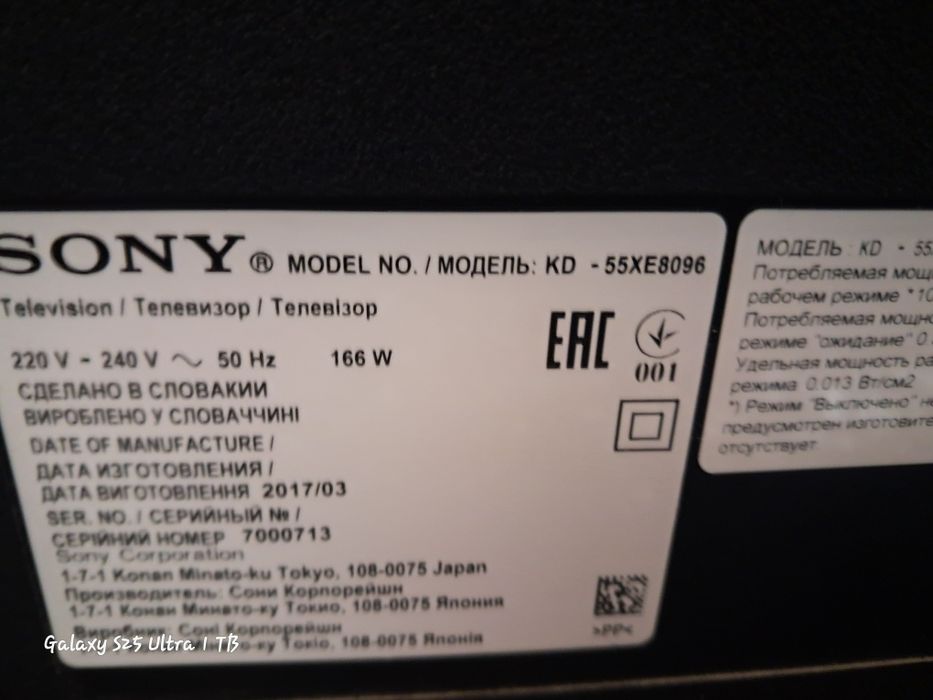 SONY® MODEL NO. / МОДЕЛЬ: KD - 55XE8096
Television / Телевизор / Телевізор
220 V - 240 V ~ 50 Hz 166 W
EAC
001
СДЕЛАНО В СЛОВАКИИ
ВИРОБЛЕНО У СЛОВАЧЧИНІ
DATE OF MANUFACTURE /
ДАТА ИЗГОТОВЛЕНИЯ /
ДАТА ВИГОТОВЛЕННЯ 2017/03
SER. NO. / СЕРИЙНЫЙ № /
СЕРІЙНИЙ НОМЕР 7000713
Sony Corporation
1-7-1 Konan Minato-ku Tokyo, 108-0075 Japan
Производитель: Сони Корпорейшн
1-7-1 Конан Минато-ку Токио, 108-0075 Япония
Виробник: Соні Корпорейшн
Токіо, 108-0075 Японія
>PP<
МОДЕЛЬ : KD - 55
Потребляемая
рабочем режиме *
Потребляемая
режиме "ожидание" 0
Удельная мощность
режима 0.013 Вт/см2
*) Режим "Выключено"
предусмотрен
отсутствует.
Galaxy S25 Ultra 1 TB